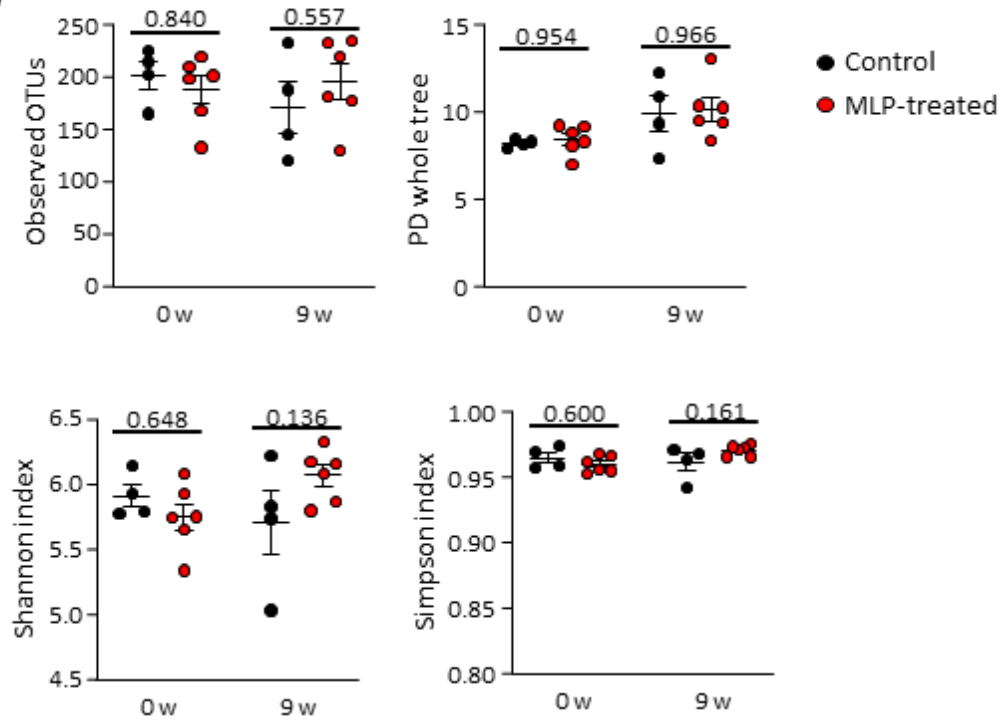 0.840
0.557
250
200
150
100
50
0
Observed OTUs
0 w
9 w
0.954
0.966
15
10
5
0
PD whole tree
0 w
9 w
Control
MLP-treated
0.648
0.136
6.5
6.0
5.5
5.0
4.5
Shannon index
0 w
9 w
0.600
0.161
1.00
0.95
0.90
0.85
0.80
Simpson index
0 w
9 w